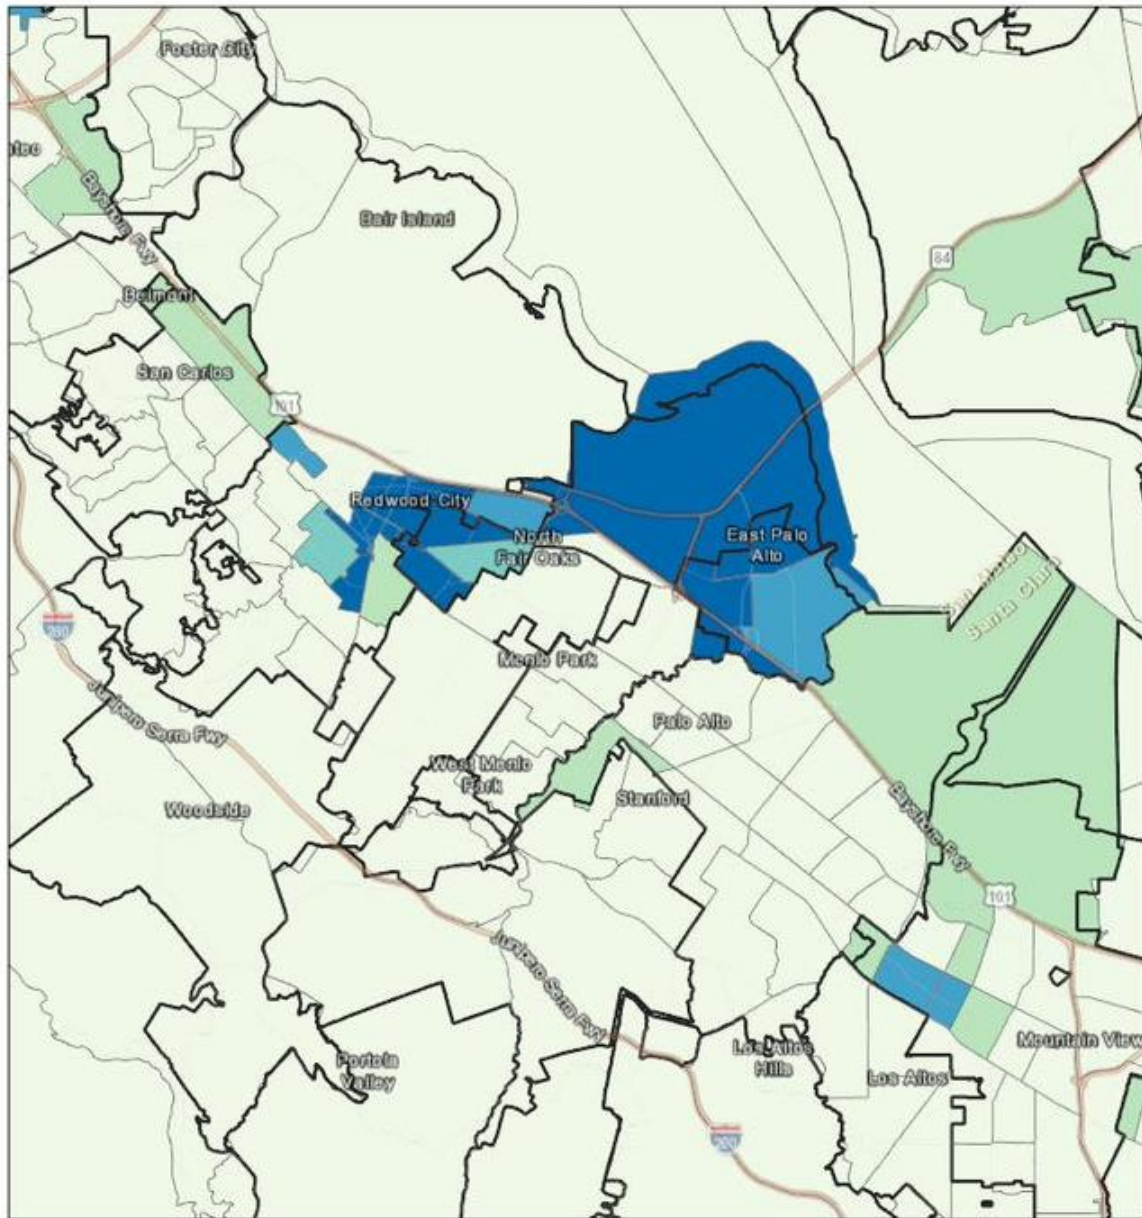 Foster City
ateo
Bayshore Fwy
Bair Island
84
Belmont
San Carlos
101
Redwood City
North
Fair Oaks
East Palo
Alto
San Mateo
Santa Clara
280
Menlo Park
Junipero Serra Fwy
Palo Alto
West Menlo
Park
Stanford
Woodside
Bayshore Fwy
101
Junipero Serra Fwy
Mountain View
Portola
Valley
Los Altos
Hills
Los Altos
280